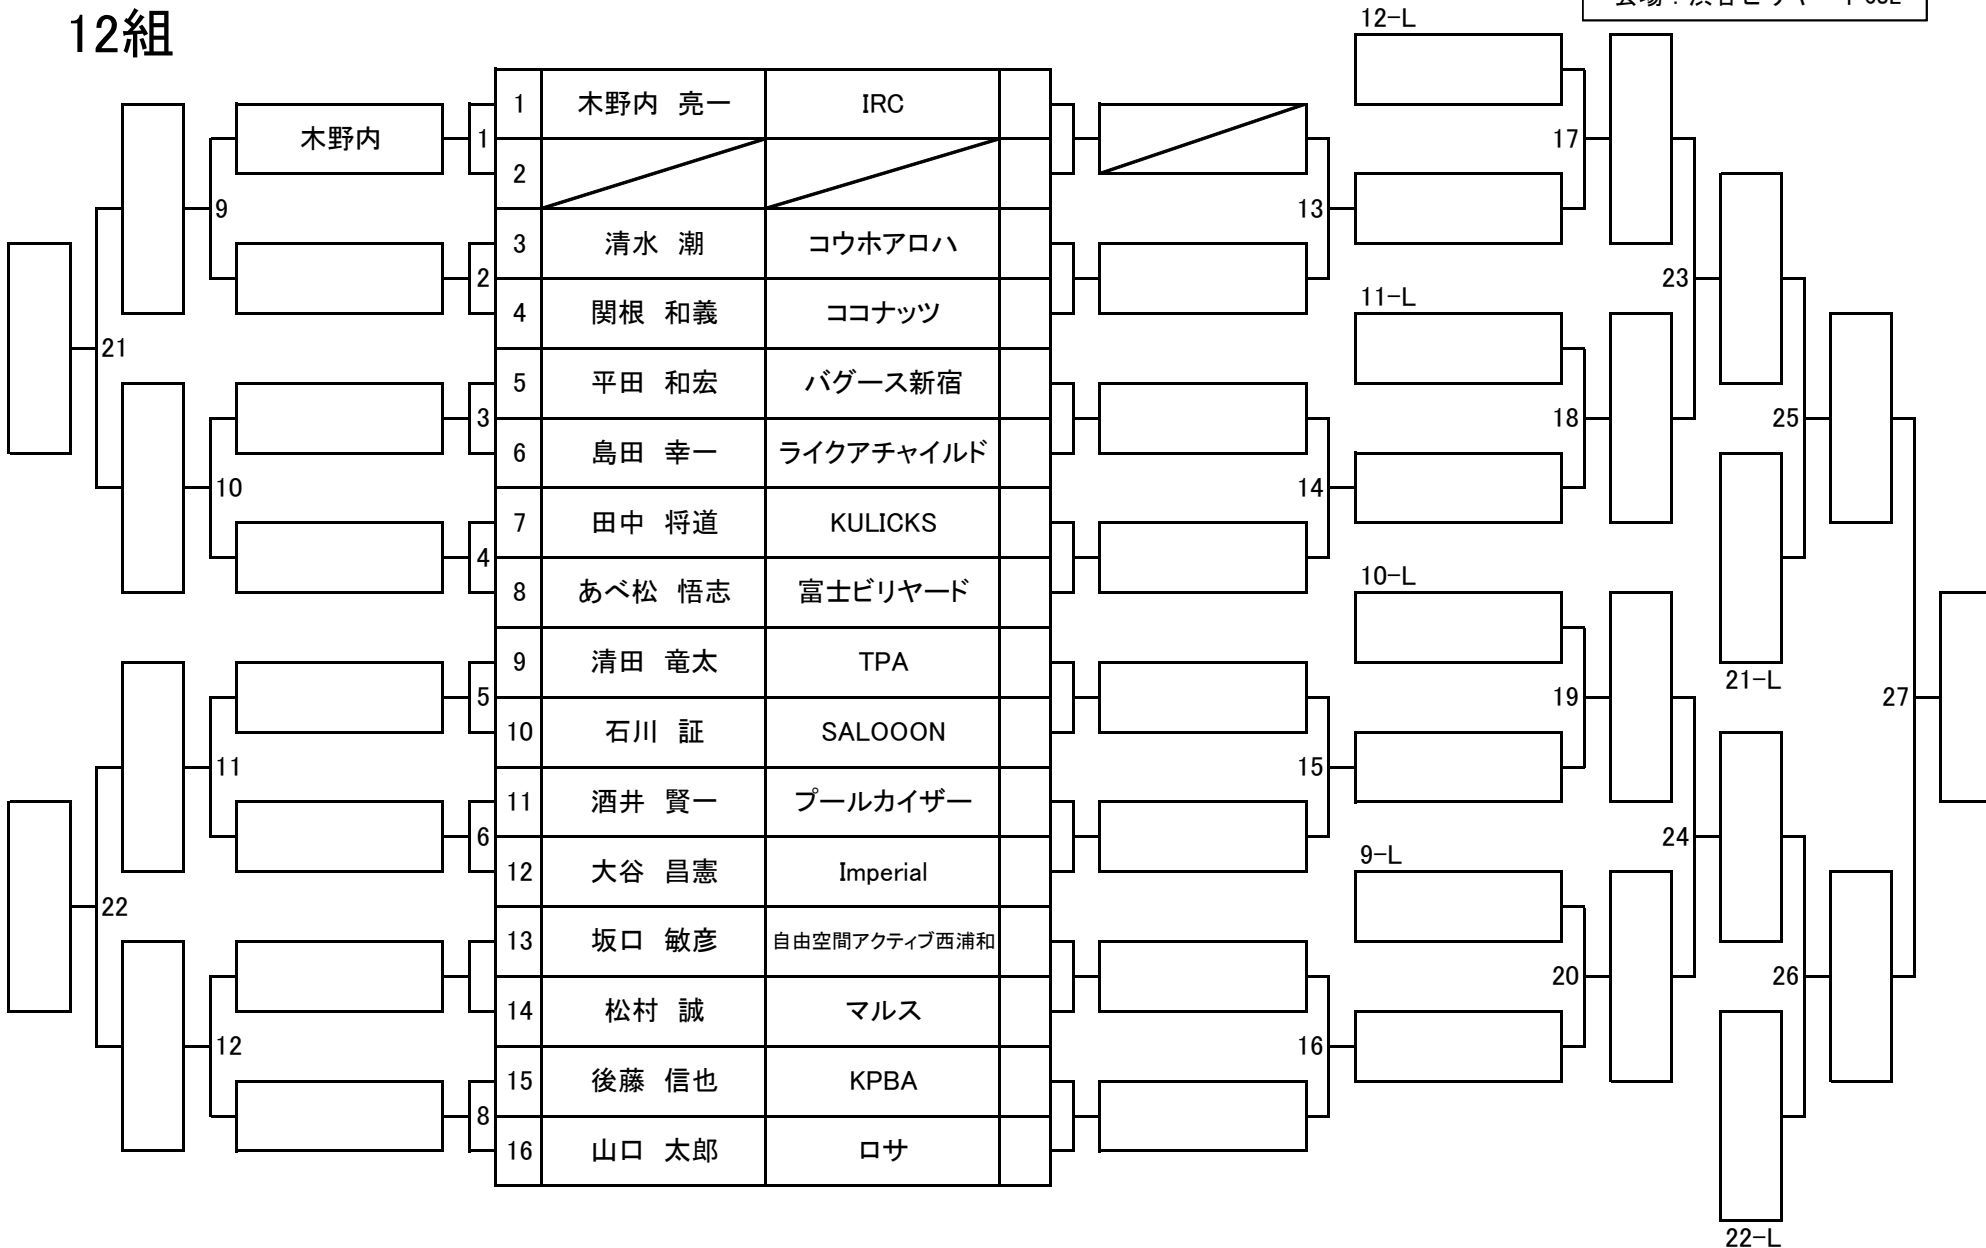 12組
12-L
1 木野内 亮一 IRC
木野内
1
17
2
9
13
3 清水 潮 コウホアロハ
2
23
4 関根 和義 ココナッツ
11-L
21
5 平田 和宏 バグース新宿
3
18
25
6 島田 幸一 ライクアチャイルド
10
14
7 田中 将道 KULICKS
4
10-L
8 あべ松 悟志 富士ビリヤード
9 清田 竜太 TPA
21-L
5
19
27
10 石川 証 SALOOON
11
15
11 酒井 賢一 プールカイザー
6
24
9-L
12 大谷 昌憲 Imperial
22
13 坂口 敏彦 自由空間アクティブ西浦和
20
26
14 松村 誠 マルス
12
16
15 後藤 信也 KPBA
8
16 山口 太郎 ロサ
22-L